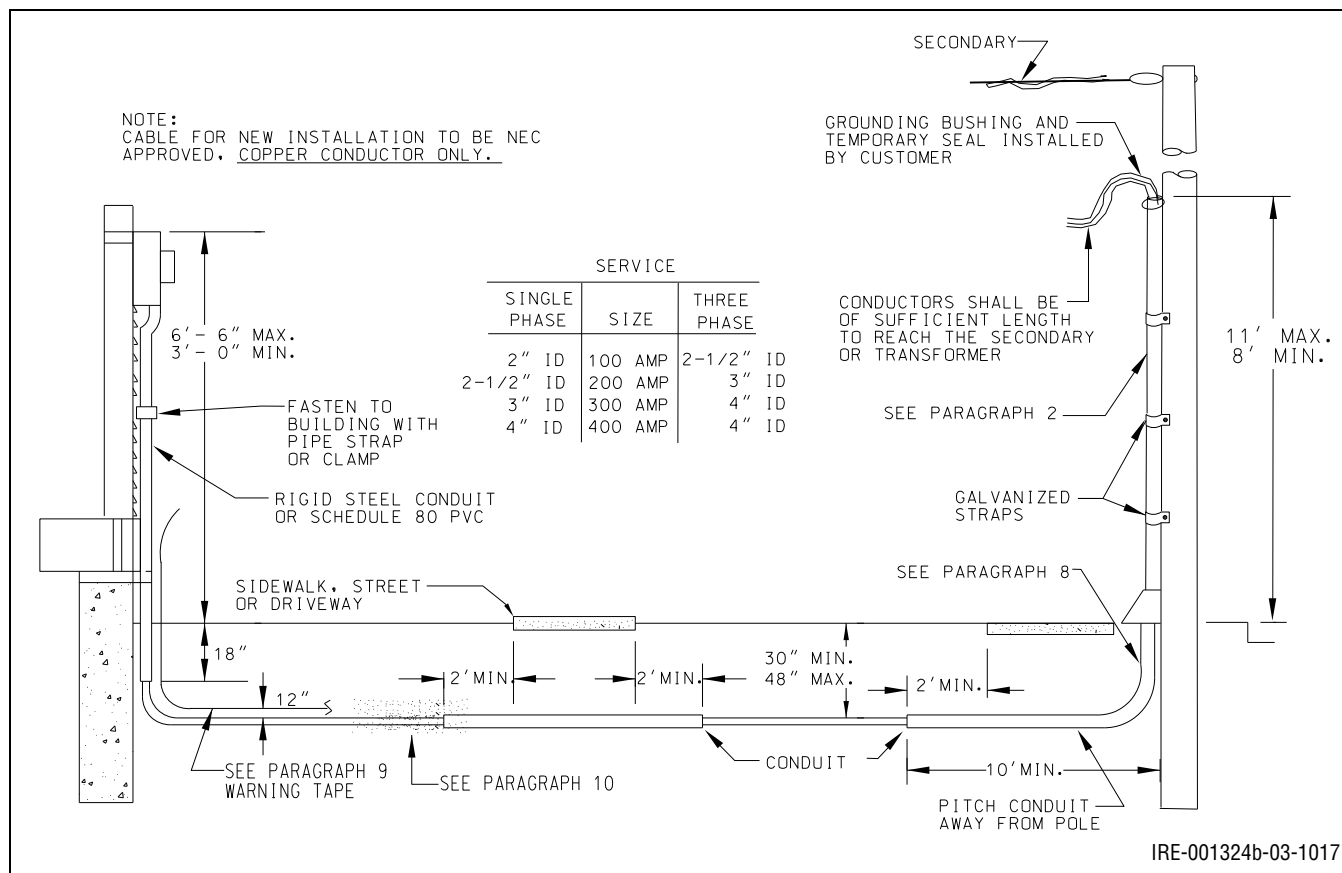 SECONDARY
NOTE:
CABLE FOR NEW INSTALLATION TO BE NEC
APPROVED, COPPER CONDUCTOR ONLY.
GROUNDING BUSHING AND
TEMPORARY SEAL INSTALLED
BY CUSTOMER
SERVICE
SINGLE PHASE SIZE THREE PHASE
2" ID 100 AMP 2-1/2" ID
2-1/2" ID 200 AMP 3" ID
3" ID 300 AMP 4" ID
4" ID 400 AMP 4" ID
CONDUCTORS SHALL BE
OF SUFFICIENT LENGTH
TO REACH THE SECONDARY
OR TRANSFORMER
6'-6" MAX.
3'-0" MIN.
11' MAX.
8' MIN.
FASTEN TO
BUILDING WITH
PIPE STRAP
OR CLAMP
SEE PARAGRAPH 2
RIGID STEEL CONDUIT
OR SCHEDULE 80 PVC
GALVANIZED
STRAPS
SEE PARAGRAPH 8
SIDEWALK, STREET
OR DRIVEWAY
18"
30" MIN.
48" MAX.
2'MIN.
2'MIN.
2'MIN.
12"
CONDUIT
SEE PARAGRAPH 9
WARNING TAPE
SEE PARAGRAPH 10
10'MIN.
PITCH CONDUIT
AWAY FROM POLE
IRE-001324b-03-1017